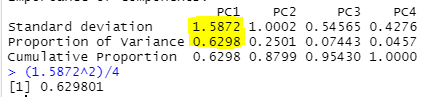 PC1 PC2 PC3 PC4
Standard deviation 1.5872 1.0002 0.54565 0.4276
Proportion of Variance 0.6298 0.2501 0.07443 0.0457
Cumulative Proportion 0.6298 0.8799 0.95430 1.0000
> (1.5872^2)/4
[1] 0.629801